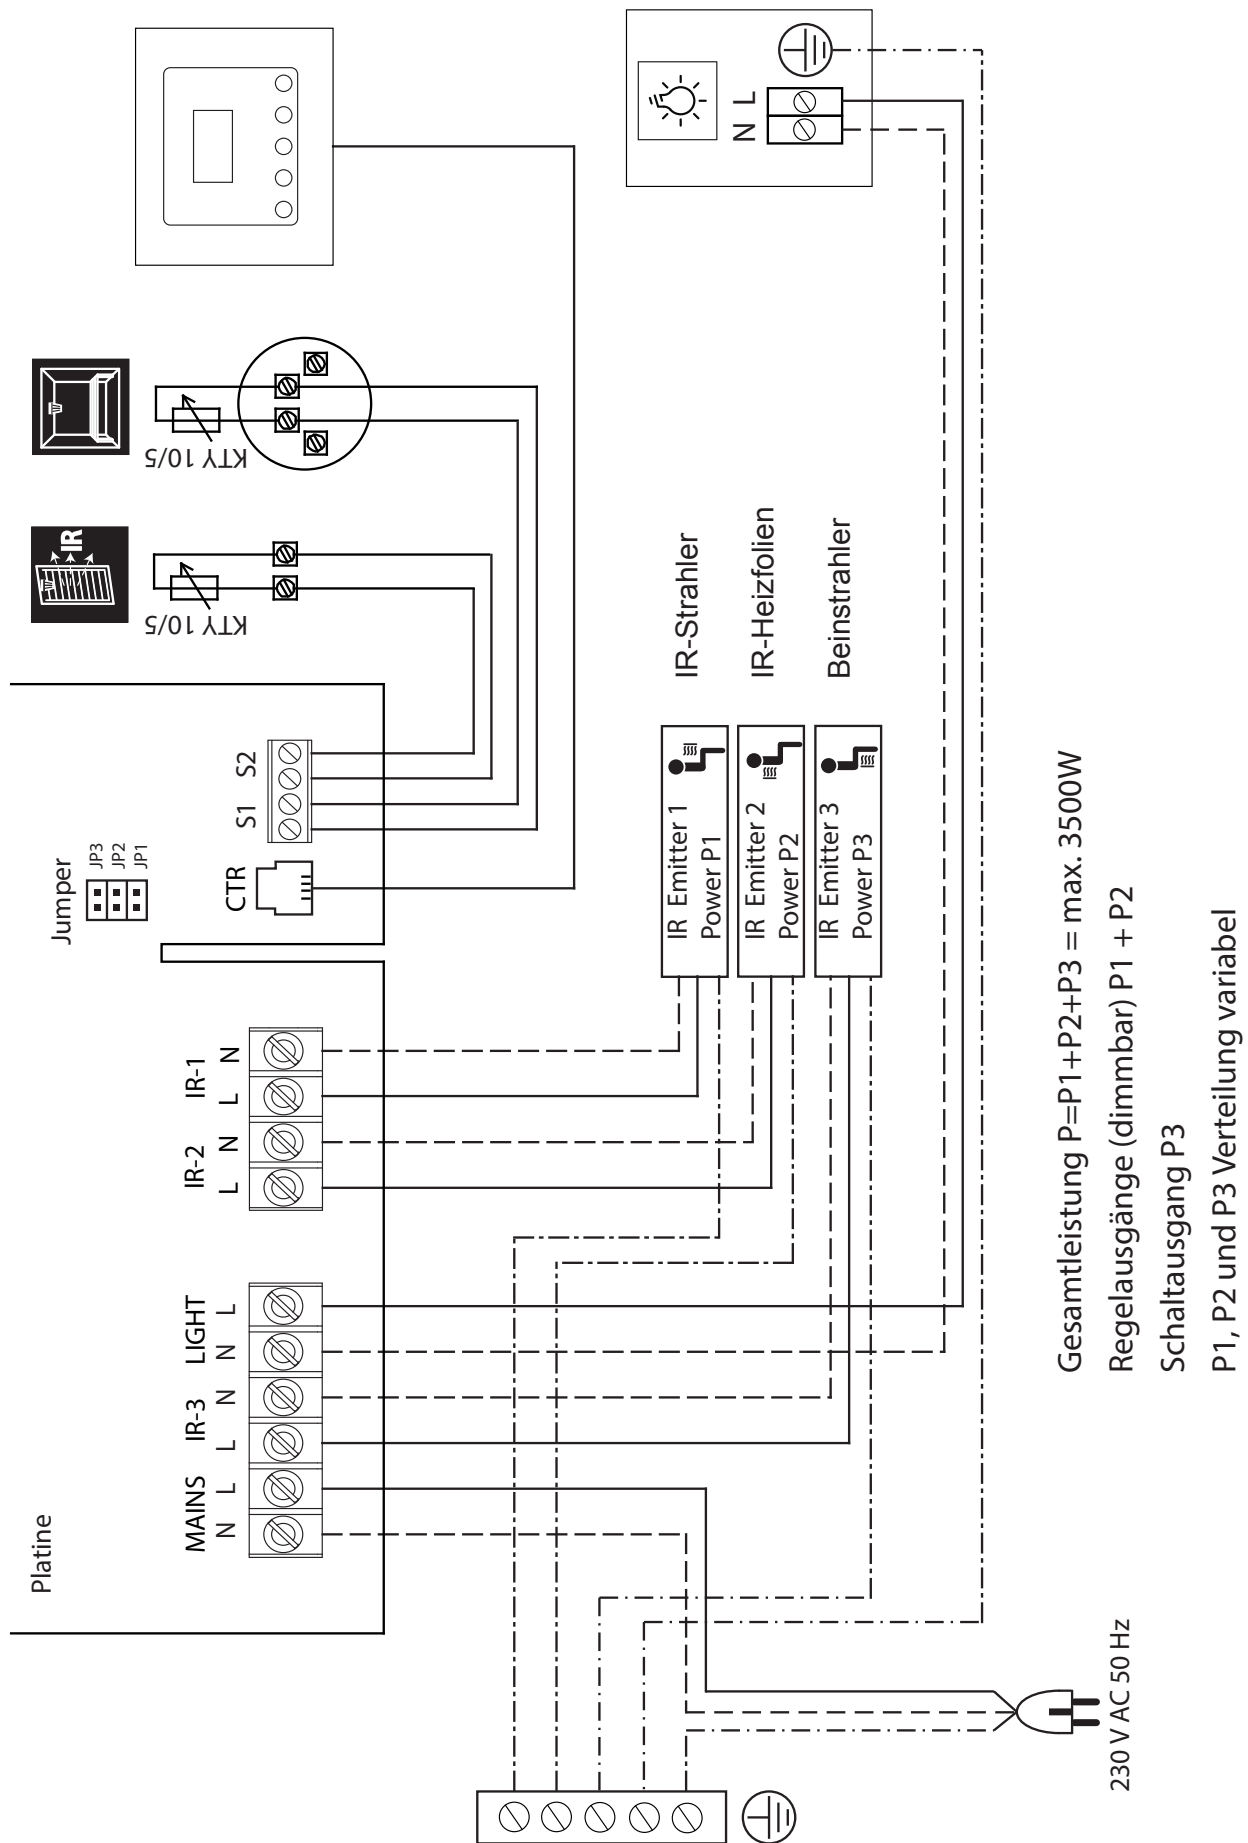 Platine
Jumper
JP3
JP2
JP1
MAINS
IR-3
LIGHT
IR-2
IR-1
CTR
S1
S2
N
L
L
N
N
L
L
N
L
N
IR
KTY 10/5
KTY 10/5
IR Emitter 1
Power P1
IR-Strahler
IR Emitter 2
Power P2
IR-Heizfolien
IR Emitter 3
Power P3
Beinstrahler
N
L
230 V AC 50 Hz
Gesamtleistung P=P1+P2+P3 = max. 3500W
Regelausgänge (dimmbar) P1 + P2
Schaltausgang P3
P1, P2 und P3 Verteilung variabel